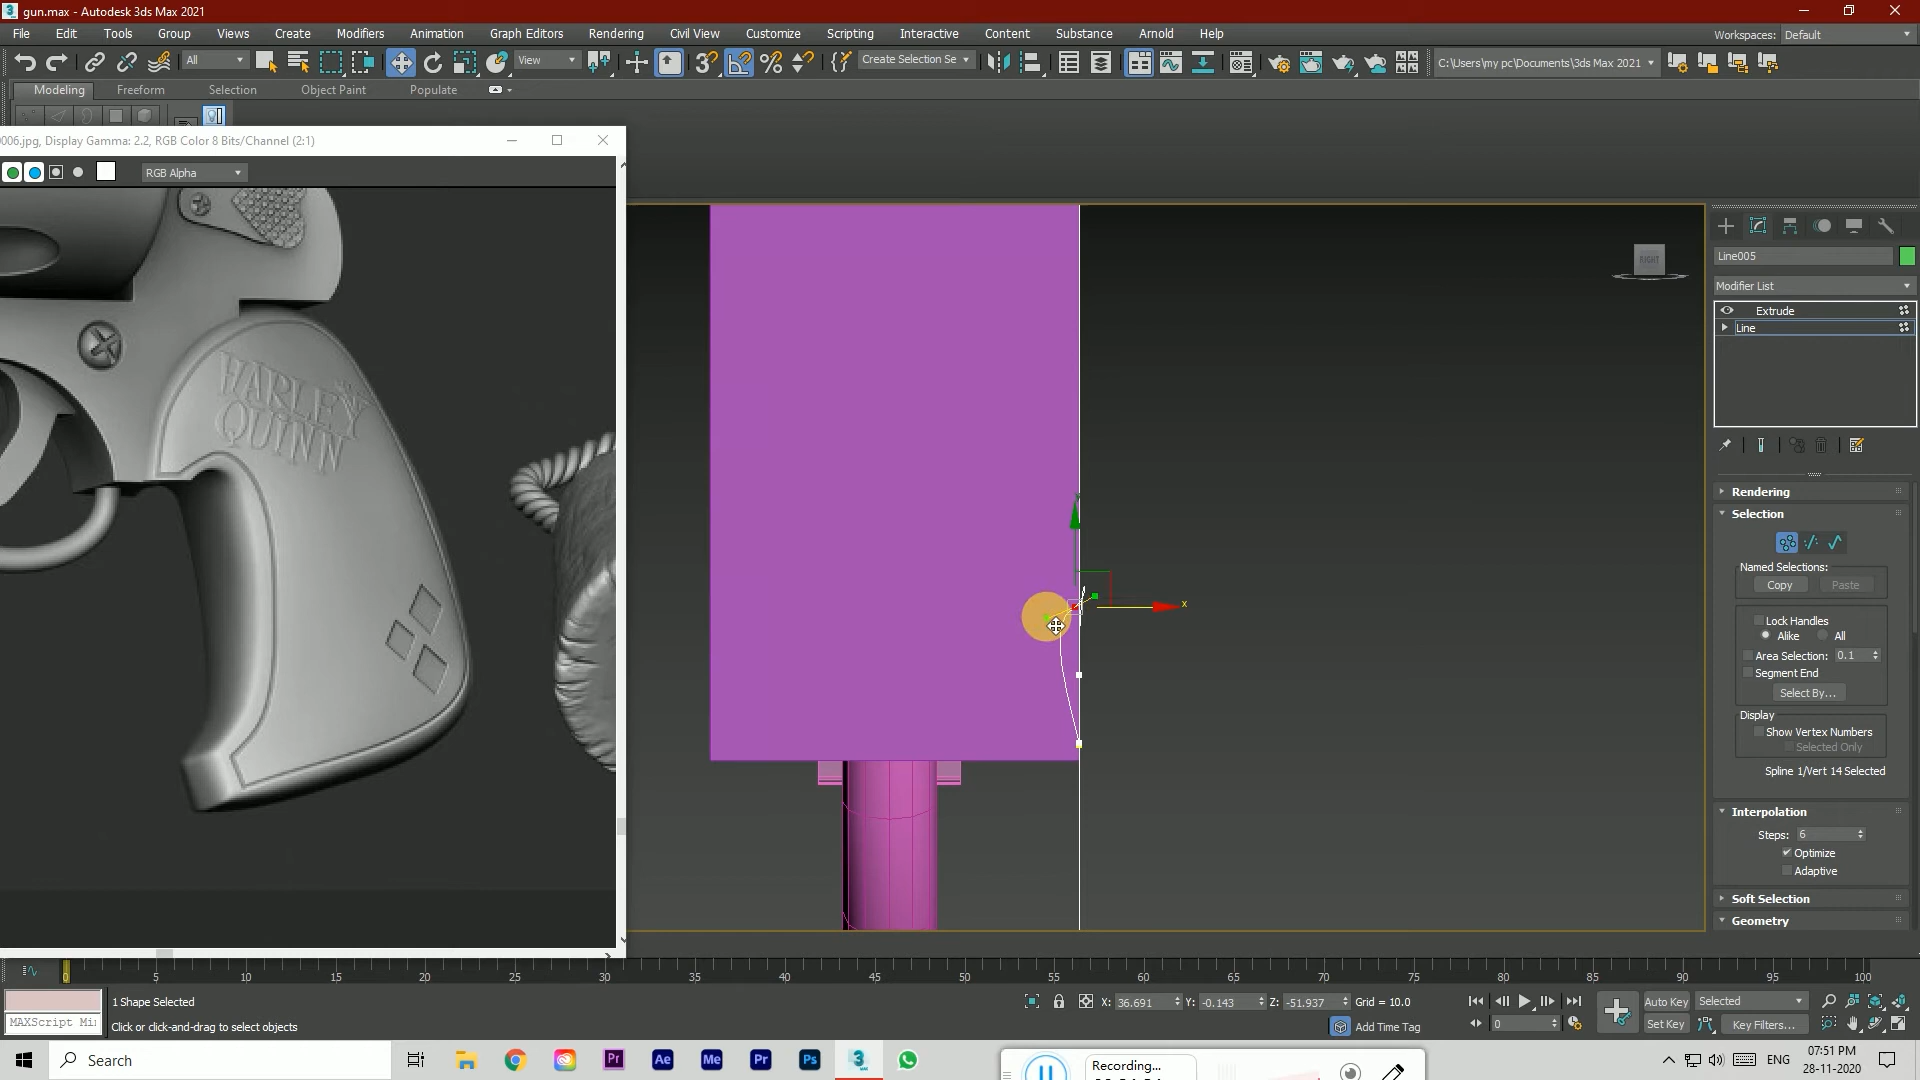 gun.max - Autodesk 3ds Max 2021
File Edit Tools Group Views Create Modifiers Animation Graph Editors Rendering Civil View Customize Scripting Interactive Content Substance Arnold Help
Workspaces: Default
All View Create Selection Se C:\Users\my pc\Documents\3ds Max 2021
Modeling Freeform Selection Object Paint Populate
0006.jpg, Display Gamma: 2.2, RGB Color 8 Bits/Channel (2:1)
RGB Alpha
HARLEY
QUINN
RIGHT
x
Line005
Modifier List
Extrude
Line
Rendering
Selection
Named Selections:
Copy Paste
Lock Handles
Alike All
Area Selection: 0.1
Segment End
Select By...
Display
Show Vertex Numbers
Selected Only
Spline 1/Vert 14 Selected
Interpolation
Steps: 6
Optimize
Adaptive
Soft Selection
Geometry
0 5 10 15 20 25 30 35 40 45 50 55 60 65 70 75 80 85 90 95 100
1 Shape Selected
MAXScript Mi
Click or click-and-drag to select objects
X: 36.691 Y: -0.143 Z: -51.937 Grid = 10.0
Add Time Tag
0
Auto Key Selected
Set Key Key Filters...
Search
Recording...
ENG
07:51 PM
28-11-2020